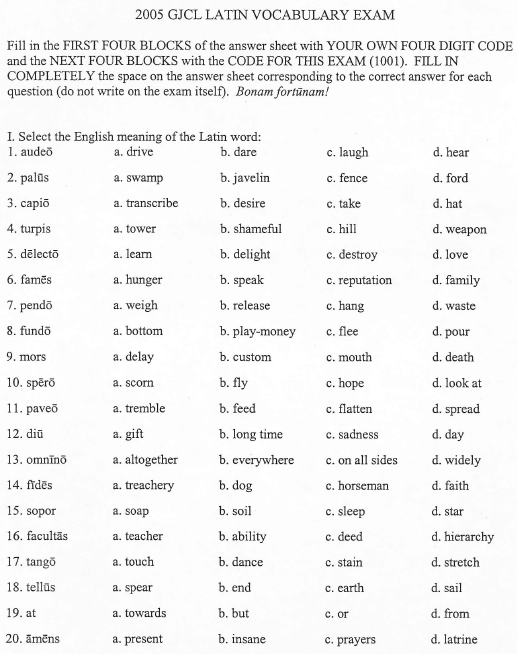 2005 GJCL LATIN VOCABULARY EXAM
Fill in the FIRST FOUR BLOCKS of the answer sheet with YOUR OWN FOUR DIGIT CODE
and the NEXT FOUR BLOCKS with the CODE FOR THIS EXAM (1001). FILL IN
COMPLETELY the space on the answer sheet corresponding to the correct answer for each
question (do not write on the exam itself). Bonam fortūnam!
I. Select the English meaning of the Latin word:
1. audeō a. drive b. dare c. laugh d. hear
2. palūs a. swamp b. javelin c. fence d. ford
3. capiō a. transcribe b. desire c. take d. hat
4. turpis a. tower b. shameful c. hill d. weapon
5. dēlectō a. learn b. delight c. destroy d. love
6. famēs a. hunger b. speak c. reputation d. family
7. pendō a. weigh b. release c. hang d. waste
8. fundō a. bottom b. play-money c. flee d. pour
9. mors a. delay b. custom c. mouth d. death
10. spērō a. scorn b. fly c. hope d. look at
11. paveō a. tremble b. feed c. flatten d. spread
12. diū a. gift b. long time c. sadness d. day
13. omnīnō a. altogether b. everywhere c. on all sides d. widely
14. fīdēs a. treachery b. dog c. horseman d. faith
15. sopor a. soap b. soil c. sleep d. star
16. facultās a. teacher b. ability c. deed d. hierarchy
17. tangō a. touch b. dance c. stain d. stretch
18. tellūs a. spear b. end c. earth d. sail
19. at a. towards b. but c. or d. from
20. āmēns a. present b. insane c. prayers d. latrine